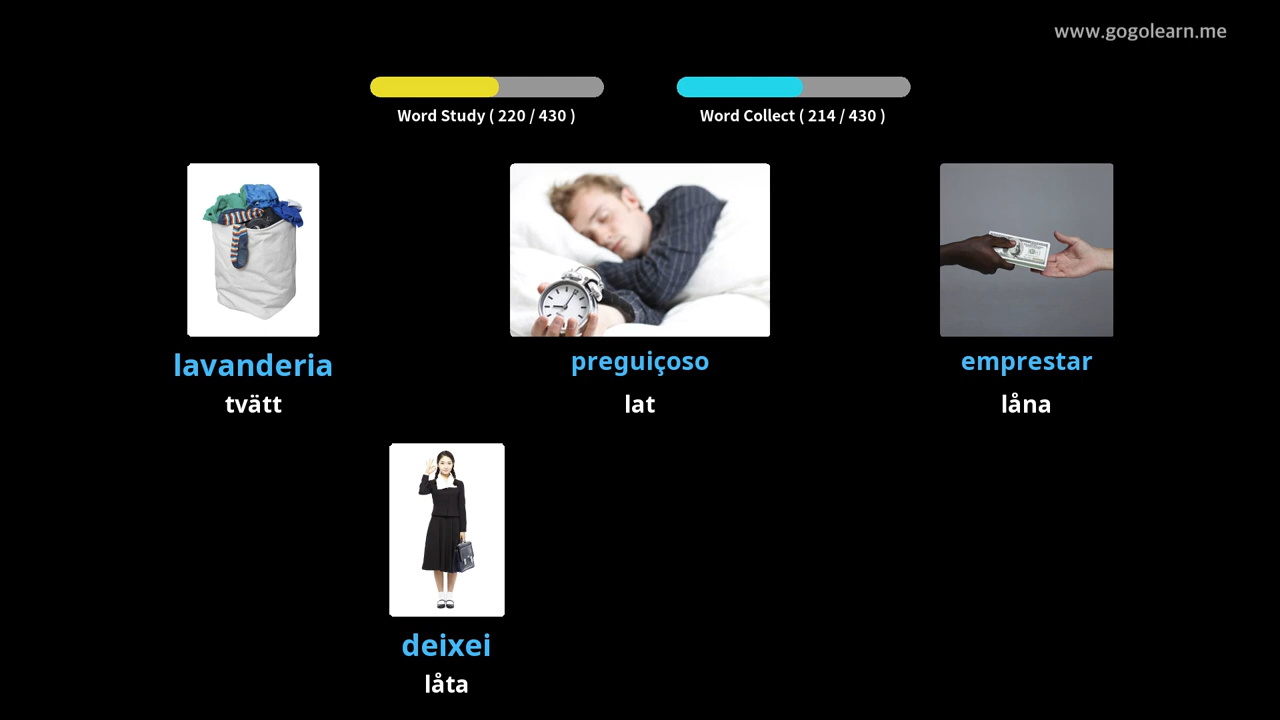 www.gogolearn.me
Word Study ( 220 / 430 )
Word Collect ( 214 / 430 )
lavanderia
preguiçoso
emprestar
tvätt
lat
låna
deixei
låta